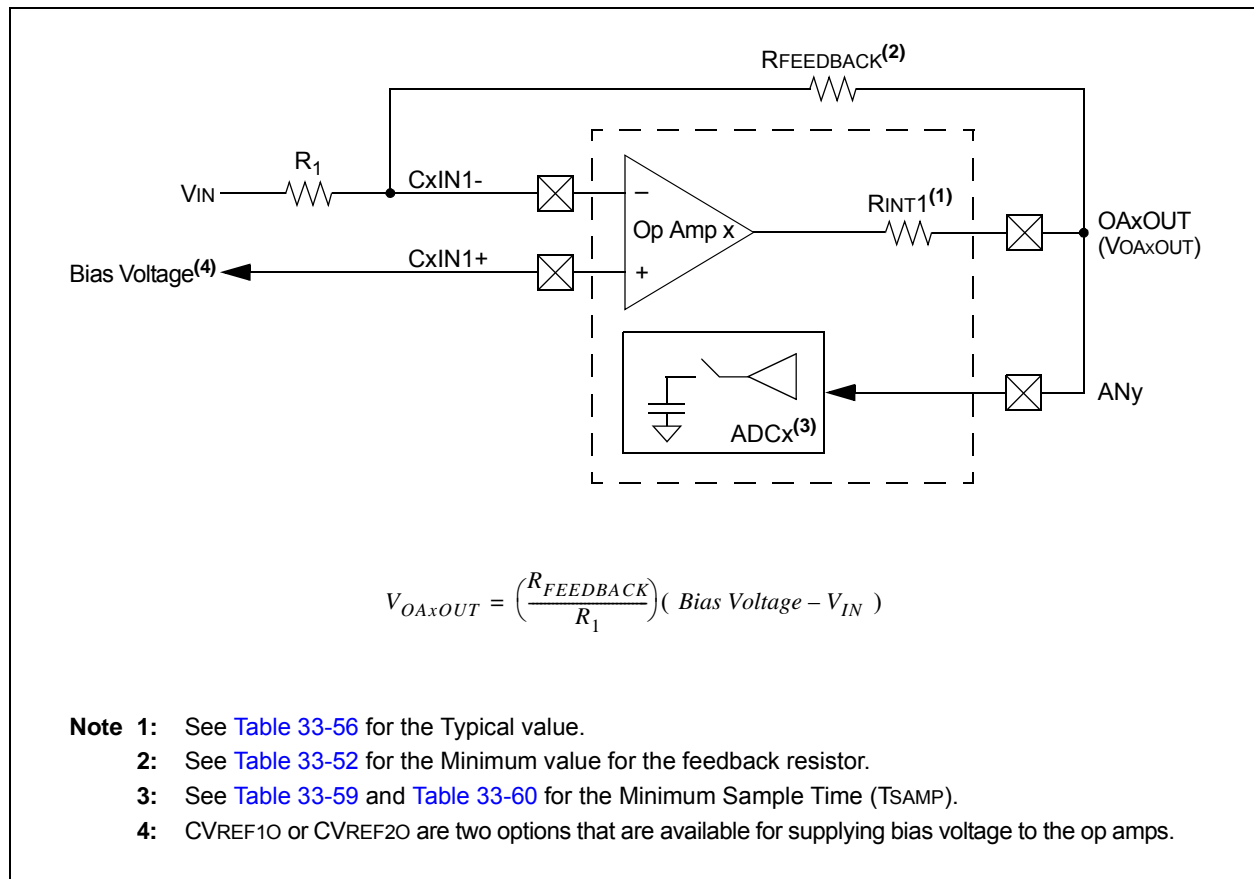 RFEEDBACK(2)
R1
VIN
CxIN1-
–
Op Amp x
RINT1(1)
OAxOUT
(VOAxOUT)
Bias Voltage(4)
CxIN1+
+
ADCx(3)
ANy
VOAxOUT = (RFEEDBACK / R1) ( Bias Voltage – VIN )
Note 1: See Table 33-56 for the Typical value.
2: See Table 33-52 for the Minimum value for the feedback resistor.
3: See Table 33-59 and Table 33-60 for the Minimum Sample Time (TSAMP).
4: CVREF1O or CVREF2O are two options that are available for supplying bias voltage to the op amps.